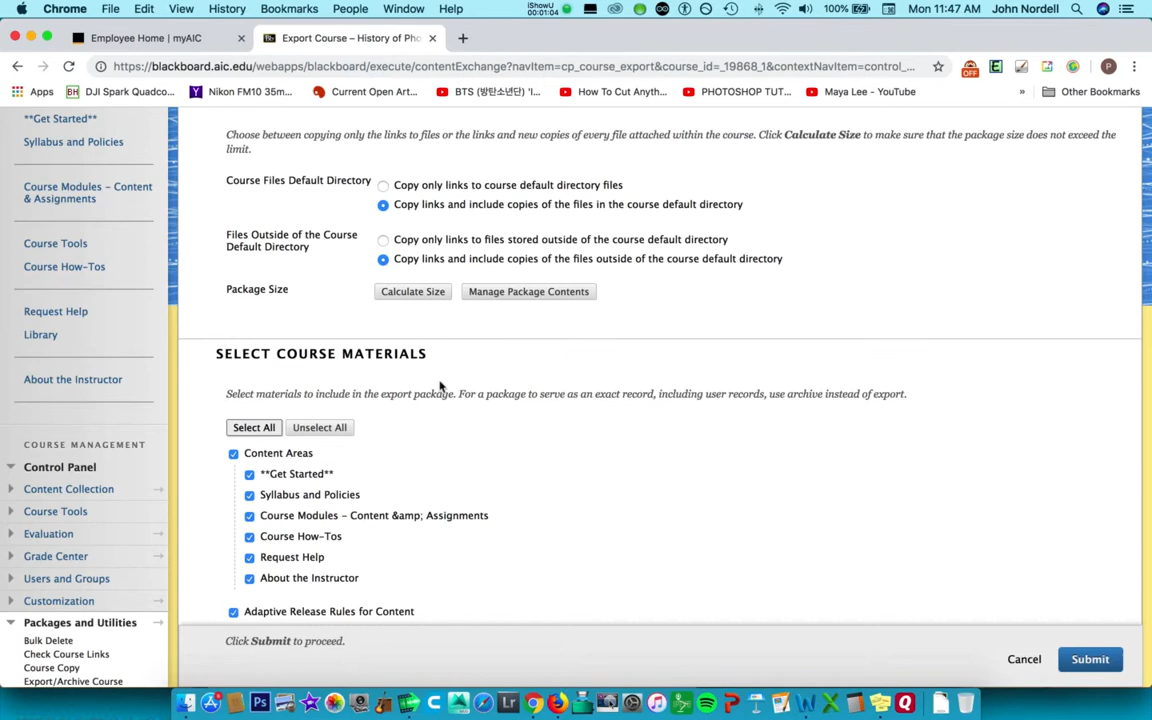 Chrome File Edit View History Bookmarks People Window Help iShowU 00:01:04 100% Mon 11:47 AM John Nordell
Employee Home | myAIC
Export Course – History of Pho
https://blackboard.aic.edu/webapps/blackboard/execute/contentExchange?navItem=cp_course_export&course_id=_19868_1&contextNavItem=control_...
OFF
P
Apps BH DJI Spark Quadco... Nikon FM10 35m... Current Open Art... BTS (방탄소년단) 'I... How To Cut Anyth... PHOTOSHOP TUT... Maya Lee - YouTube » Other Bookmarks
**Get Started**
Syllabus and Policies
Course Modules - Content
& Assignments
Course Tools
Course How-Tos
Request Help
Library
About the Instructor
COURSE MANAGEMENT
Control Panel
Content Collection
Course Tools
Evaluation
Grade Center
Users and Groups
Customization
Packages and Utilities
Bulk Delete
Check Course Links
Course Copy
Export/Archive Course
Choose between copying only the links to files or the links and new copies of every file attached within the course. Click Calculate Size to make sure that the package size does not exceed the
limit.
Course Files Default Directory
Copy only links to course default directory files
Copy links and include copies of the files in the course default directory
Files Outside of the Course
Default Directory
Copy only links to files stored outside of the course default directory
Copy links and include copies of the files outside of the course default directory
Package Size
Calculate Size
Manage Package Contents
SELECT COURSE MATERIALS
Select materials to include in the export package. For a package to serve as an exact record, including user records, use archive instead of export.
Select All
Unselect All
Content Areas
**Get Started**
Syllabus and Policies
Course Modules - Content &amp; Assignments
Course How-Tos
Request Help
About the Instructor
Adaptive Release Rules for Content
Click Submit to proceed.
Cancel
Submit